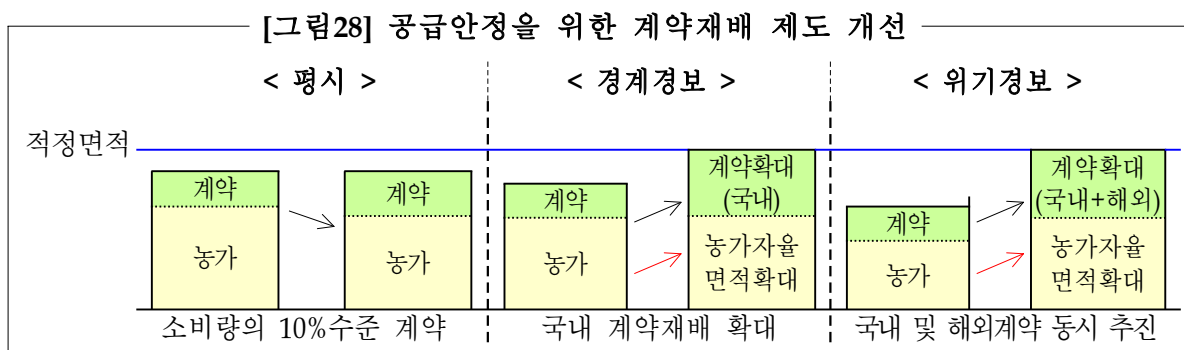 [그림28] 공급안정을 위한 계약재배 제도 개선
< 평시 >
< 경계경보 >
< 위기경보 >
적정면적
계약
농가
계약
농가
소비량의 10%수준 계약
계약
농가
계약확대
(국내)
농가자율
면적확대
국내 계약재배 확대
계약
농가
계약확대
(국내+해외)
농가자율
면적확대
국내 및 해외계약 동시 추진